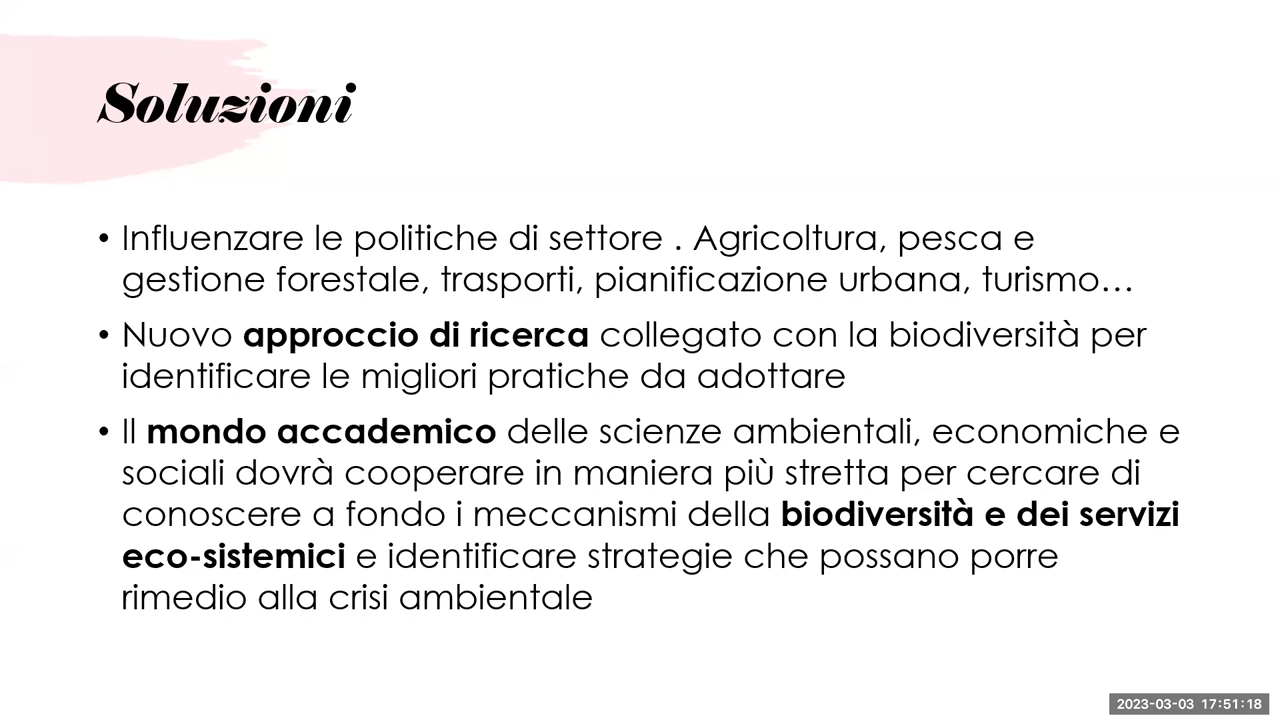 Soluzioni
• Influenzare le politiche di settore . Agricoltura, pesca e
gestione forestale, trasporti, pianificazione urbana, turismo…
• Nuovo approccio di ricerca collegato con la biodiversità per
identificare le migliori pratiche da adottare
• Il mondo accademico delle scienze ambientali, economiche e
sociali dovrà cooperare in maniera più stretta per cercare di
conoscere a fondo i meccanismi della biodiversità e dei servizi
eco-sistemici e identificare strategie che possano porre
rimedio alla crisi ambientale
2023-03-03 17:51:18